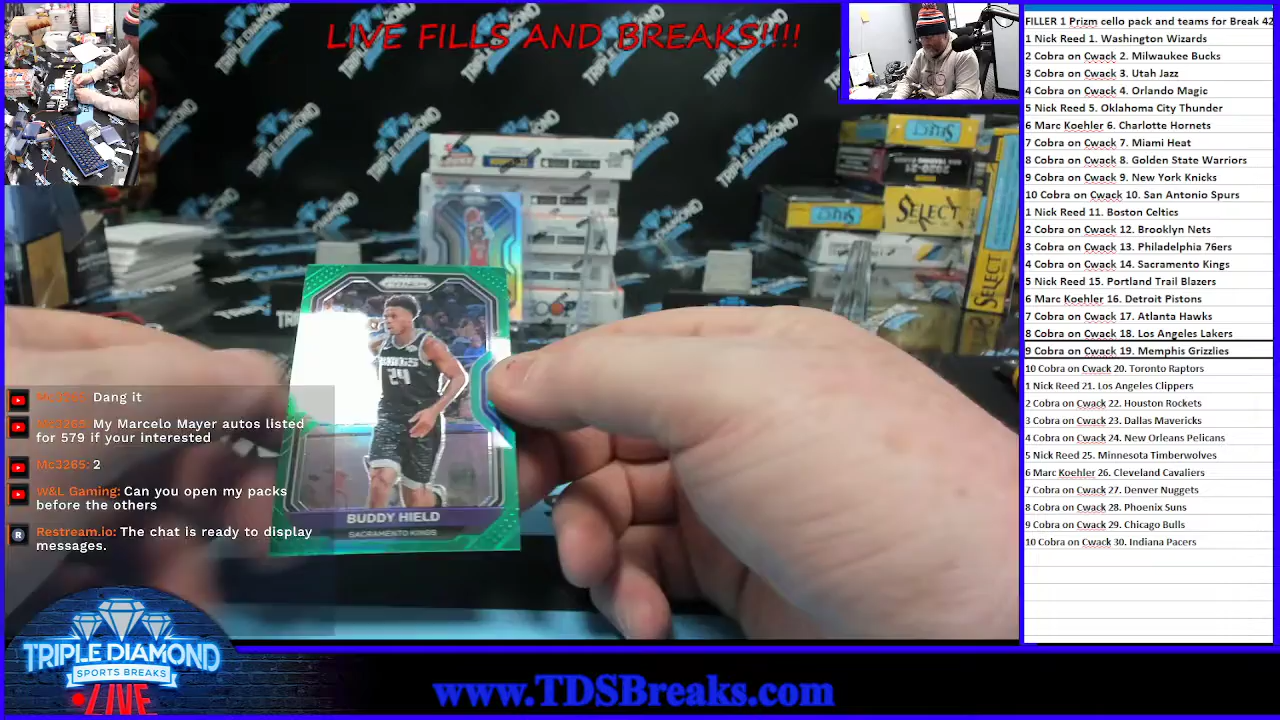 LIVE FILLS AND BREAKS!!!!
FILLER 1 Prizm cello pack and teams for Break 42
1 Nick Reed 1. Washington Wizards
2 Cobra on Cwack 2. Milwaukee Bucks
3 Cobra on Cwack 3. Utah Jazz
4 Cobra on Cwack 4. Orlando Magic
5 Nick Reed 5. Oklahoma City Thunder
6 Marc Koehler 6. Charlotte Hornets
7 Cobra on Cwack 7. Miami Heat
8 Cobra on Cwack 8. Golden State Warriors
9 Cobra on Cwack 9. New York Knicks
10 Cobra on Cwack 10. San Antonio Spurs
1 Nick Reed 11. Boston Celtics
2 Cobra on Cwack 12. Brooklyn Nets
3 Cobra on Cwack 13. Philadelphia 76ers
4 Cobra on Cwack 14. Sacramento Kings
5 Nick Reed 15. Portland Trail Blazers
6 Marc Koehler 16. Detroit Pistons
7 Cobra on Cwack 17. Atlanta Hawks
8 Cobra on Cwack 18. Los Angeles Lakers
9 Cobra on Cwack 19. Memphis Grizzlies
10 Cobra on Cwack 20. Toronto Raptors
1 Nick Reed 21. Los Angeles Clippers
2 Cobra on Cwack 22. Houston Rockets
3 Cobra on Cwack 23. Dallas Mavericks
4 Cobra on Cwack 24. New Orleans Pelicans
5 Nick Reed 25. Minnesota Timberwolves
6 Marc Koehler 26. Cleveland Cavaliers
7 Cobra on Cwack 27. Denver Nuggets
8 Cobra on Cwack 28. Phoenix Suns
9 Cobra on Cwack 29. Chicago Bulls
10 Cobra on Cwack 30. Indiana Pacers
TRIPLE DIAMOND
SELECT
SELECT
SELECT
PRIZM
KINGS
24
BUDDY HIELD
SACRAMENTO KINGS
Mc3265: Dang it
Mc3265: My Marcelo Mayer autos listed
for 579 if your interested
Mc3265: 2
W&L Gaming: Can you open my packs
before the others
Restream.io: The chat is ready to display
messages.
TRIPLE DIAMOND
SPORTS BREAKS
LIVE
www.TDSBreaks.com